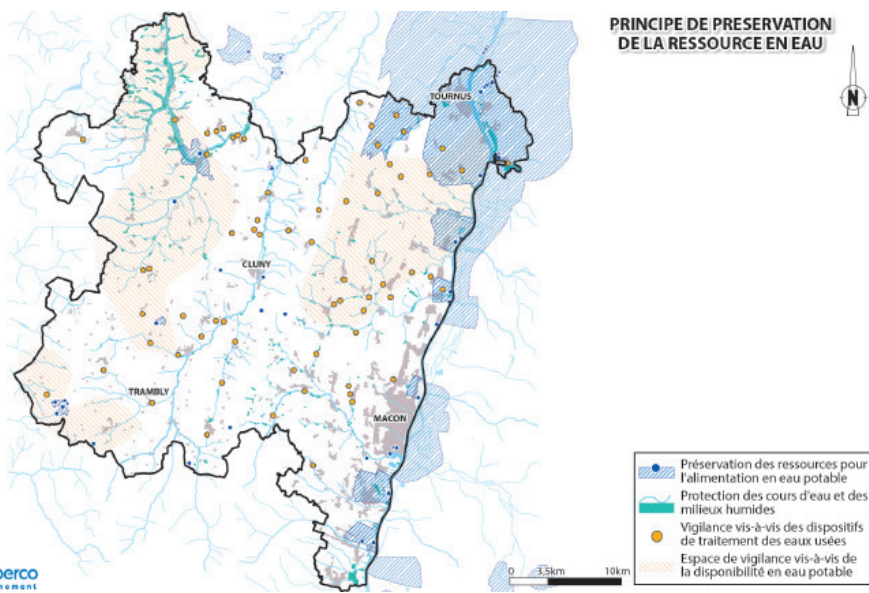 PRINCIPE DE PRESERVATION
DE LA RESSOURCE EN EAU
N
TOURNUS
CLUNY
TRAMBLY
MACON
Préservation des ressources pour
l'alimentation en eau potable
Protection des cours d'eau et des
milieux humides
Vigilance vis-à-vis des dispositifs
de traitement des eaux usées
Espace de vigilance vis-à-vis de
la disponibilité en eau potable
0 3,5km 10km
berco
nement